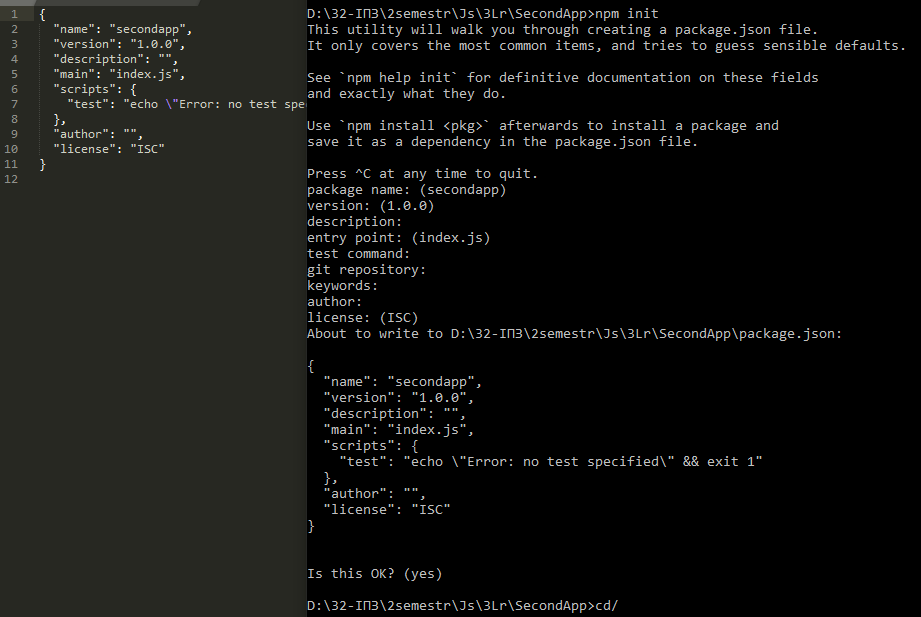 1 {
2 "name": "secondapp",
3 "version": "1.0.0",
4 "description": "",
5 "main": "index.js",
6 "scripts": {
7 "test": "echo \"Error: no test spe
8 },
9 "author": "",
10 "license": "ISC"
11 }
12
D:\32-ІПЗ\2semestr\Js\3Lr\SecondApp>npm init
This utility will walk you through creating a package.json file.
It only covers the most common items, and tries to guess sensible defaults.
See `npm help init` for definitive documentation on these fields
and exactly what they do.
Use `npm install <pkg>` afterwards to install a package and
save it as a dependency in the package.json file.
Press ^C at any time to quit.
package name: (secondapp)
version: (1.0.0)
description:
entry point: (index.js)
test command:
git repository:
keywords:
author:
license: (ISC)
About to write to D:\32-ІПЗ\2semestr\Js\3Lr\SecondApp\package.json:
{
"name": "secondapp",
"version": "1.0.0",
"description": "",
"main": "index.js",
"scripts": {
"test": "echo \"Error: no test specified\" && exit 1"
},
"author": "",
"license": "ISC"
}
Is this OK? (yes)
D:\32-ІПЗ\2semestr\Js\3Lr\SecondApp>cd/